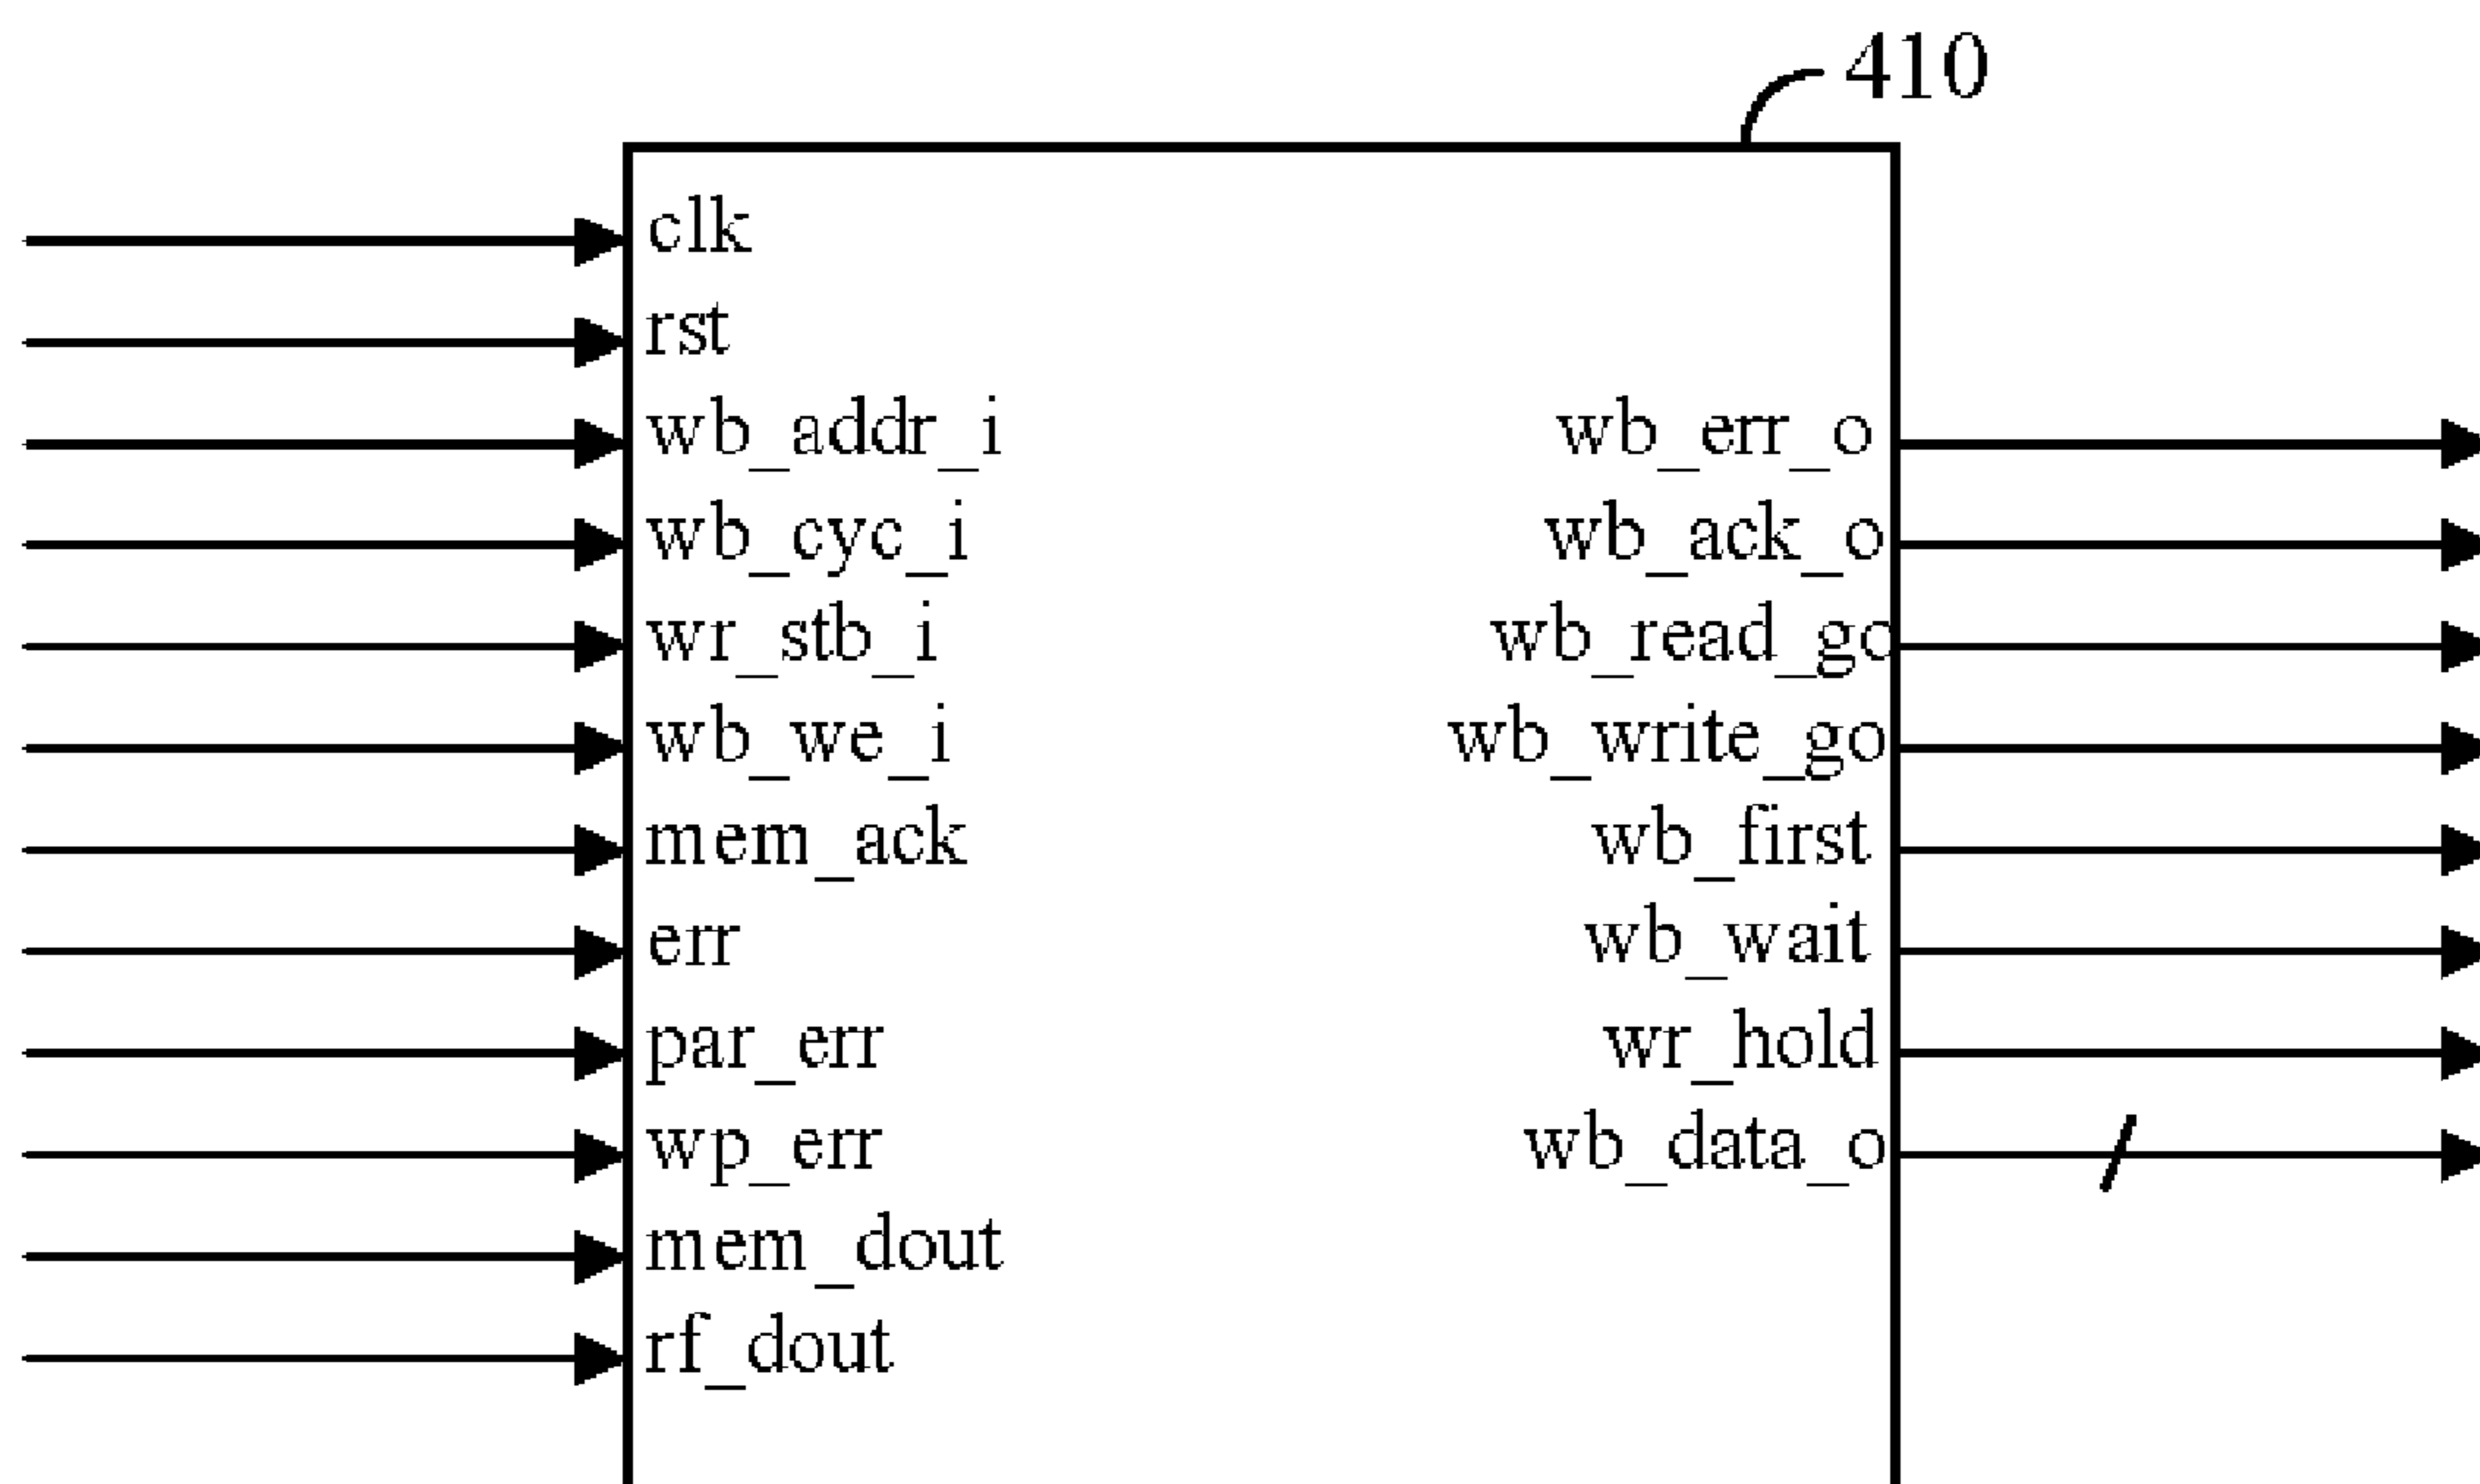 410
clk
rst
wb_addr_i
wb_err_o
wb_cyc_i
wb_ack_o
wr_stb_i
wb_read_go
wb_we_i
wb_write_go
mem_ack
wb_first
err
wb_wait
par_err
wr_hold
wp_err
wb_data_o
mem_dout
rf_dout